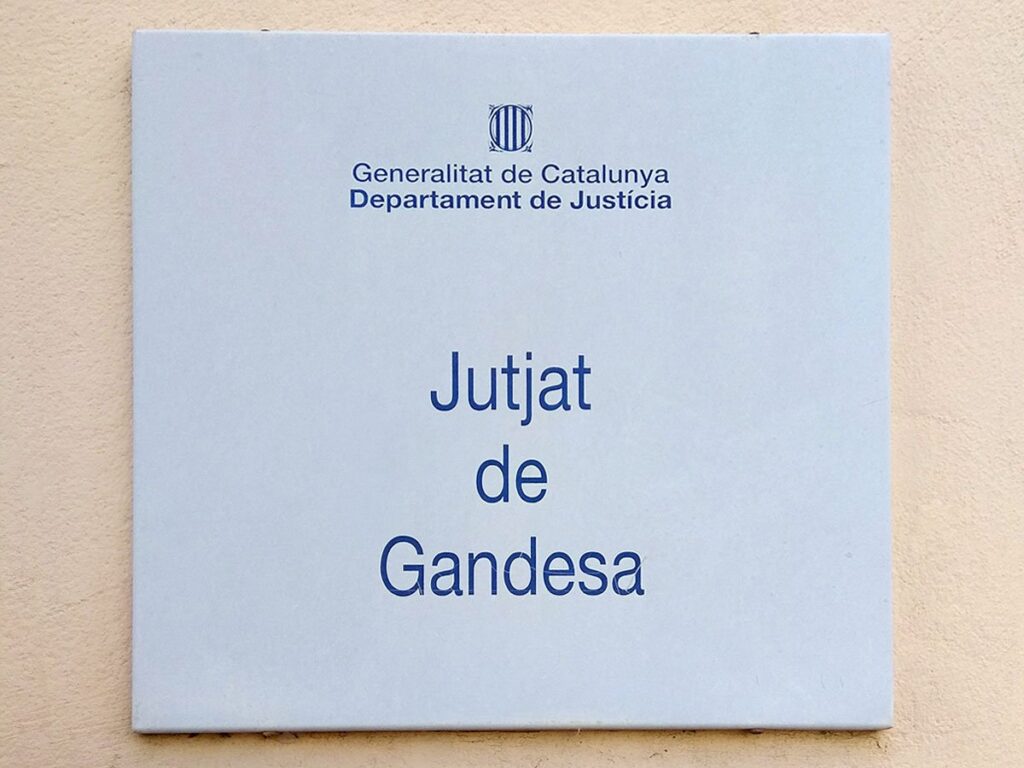 Generalitat de Catalunya
Departament de Justícia
Jutjat
de
Gandesa